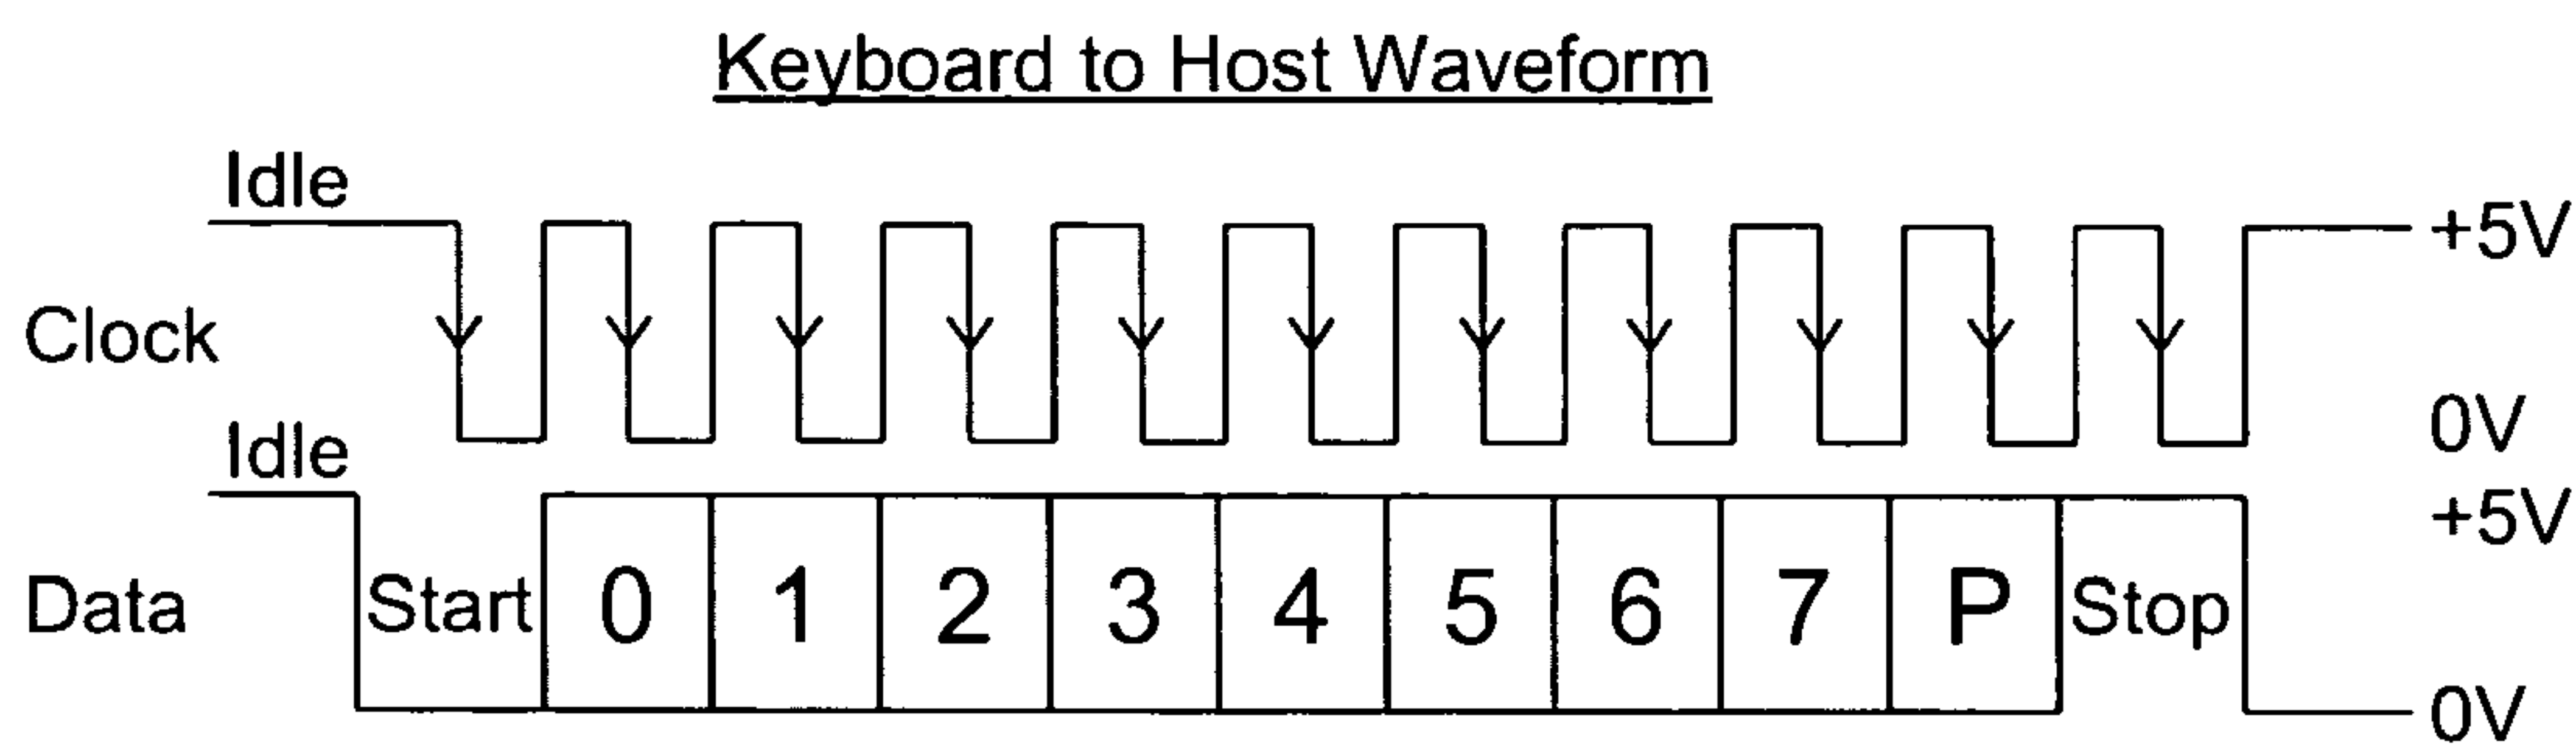 Keyboard to Host Waveform
Idle
+5V
Clock
0V
Idle
+5V
Data Start 0 1 2 3 4 5 6 7 P Stop
0V